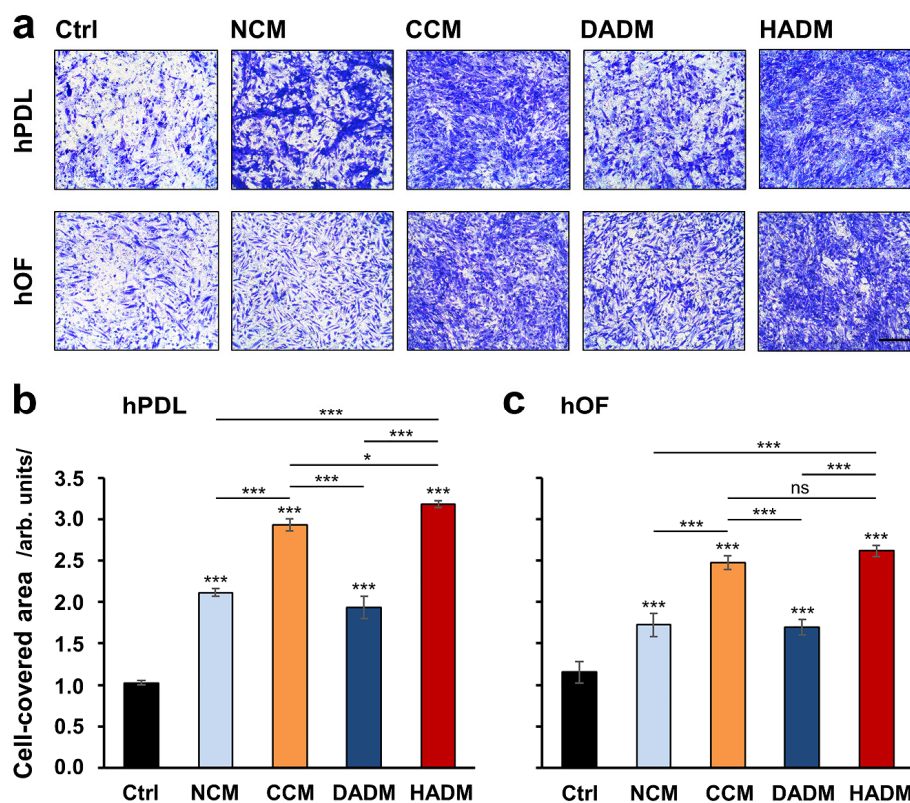 a
Ctrl NCM CCM DADM HADM
hPDL
hOF
b hPDL
***
***
*
*** ***
*** *** *** ***
Cell-covered area /arb. units/
3.5
3.0
2.5
2.0
1.5
1.0
0.5
0.0
Ctrl NCM CCM DADM HADM
c hOF
***
***
ns
*** ***
*** *** *** ***
Ctrl NCM CCM DADM HADM